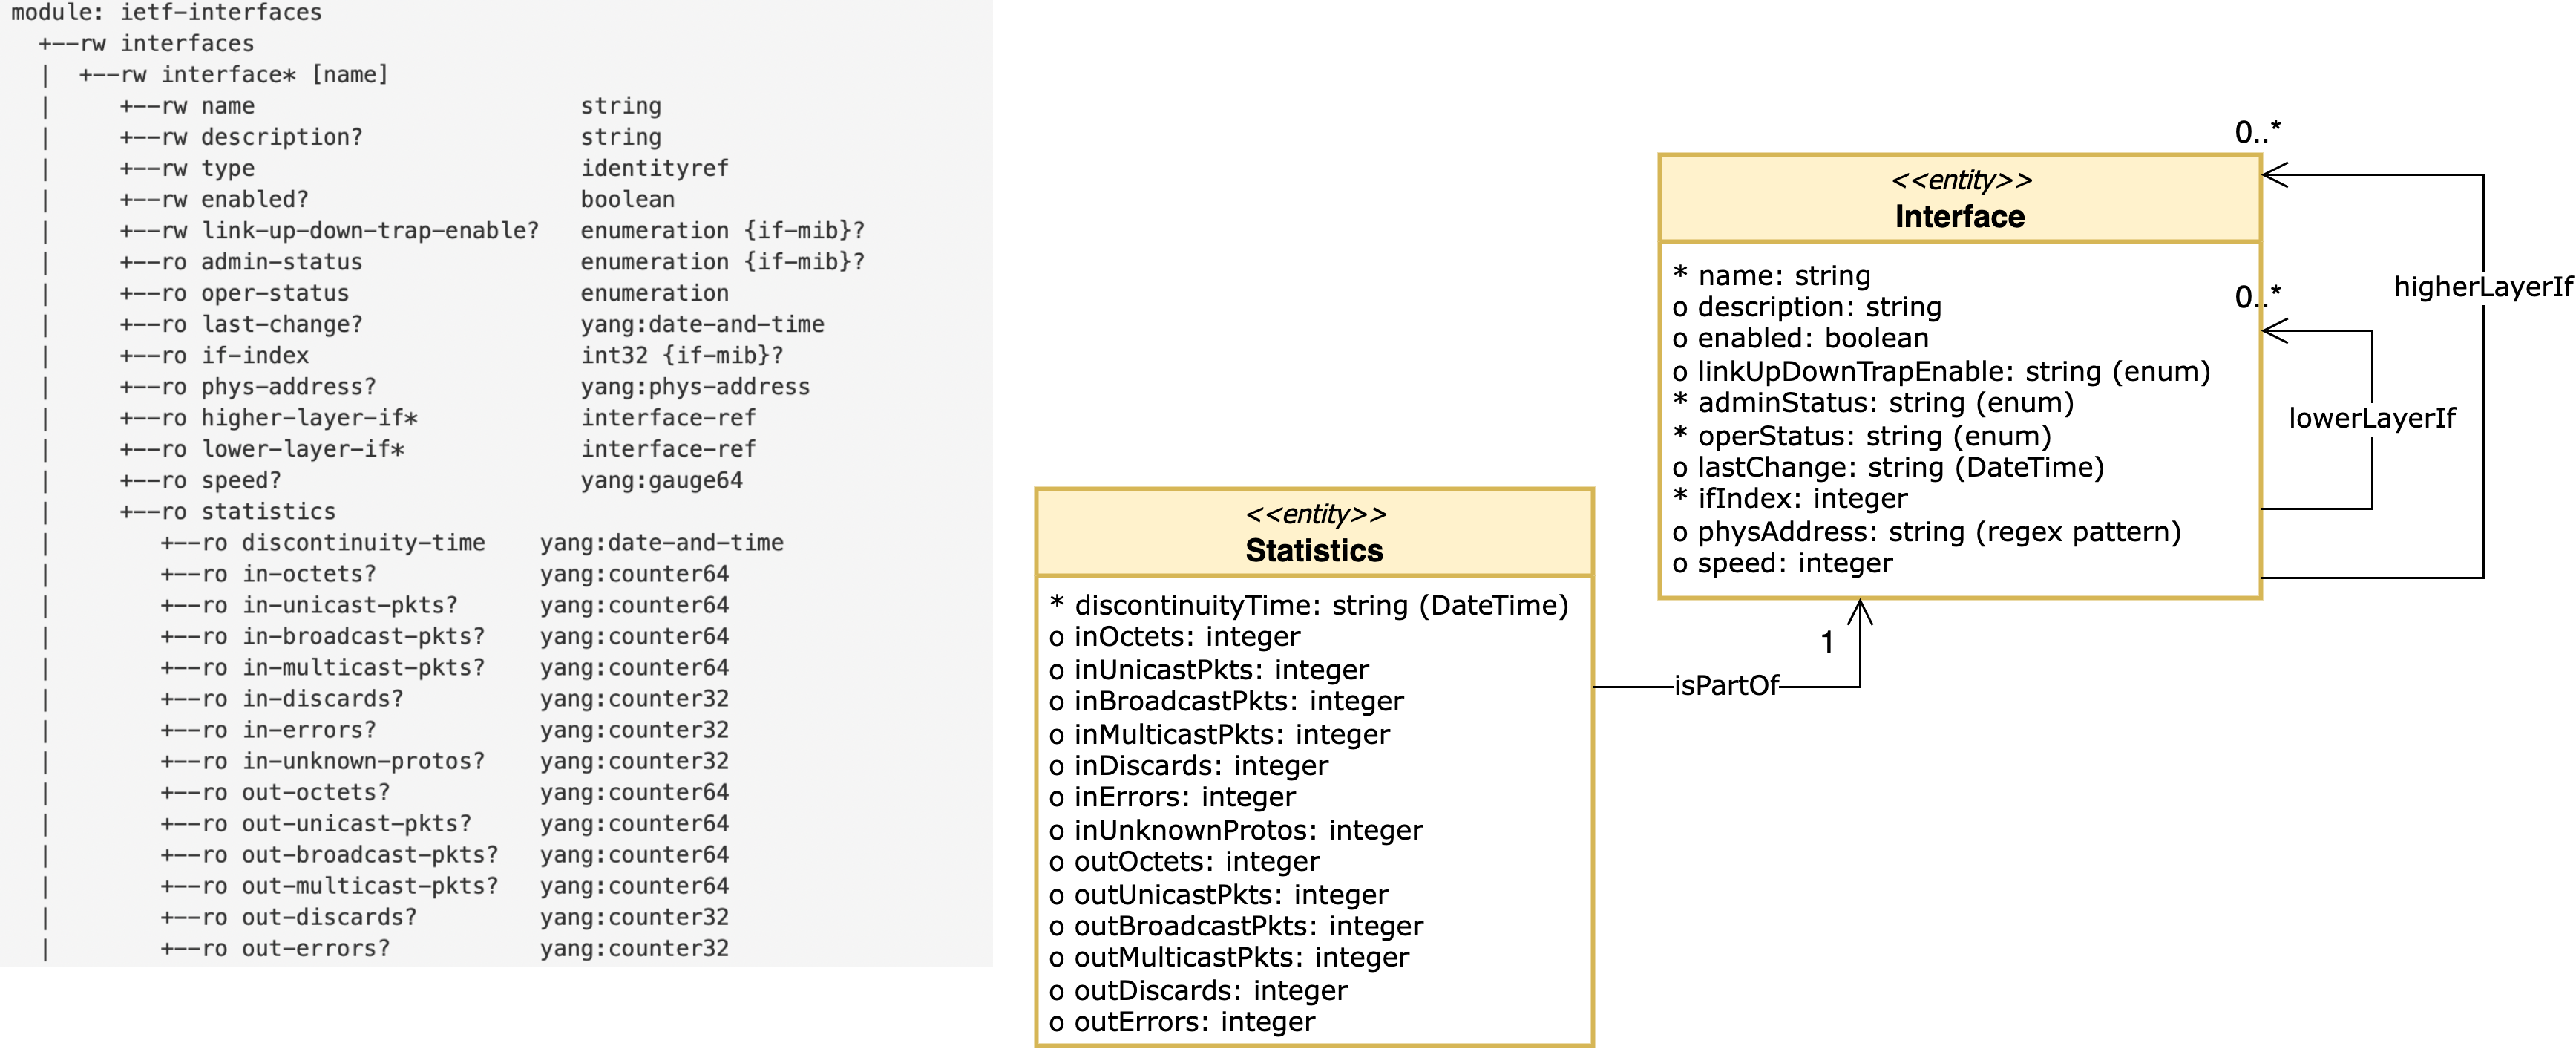 module: ietf-interfaces
+--rw interfaces
| +--rw interface* [name]
| +--rw name string
| +--rw description? string
| +--rw type identityref
| +--rw enabled? boolean
| +--rw link-up-down-trap-enable? enumeration {if-mib}?
| +--ro admin-status enumeration {if-mib}?
| +--ro oper-status enumeration
| +--ro last-change? yang:date-and-time
| +--ro if-index int32 {if-mib}?
| +--ro phys-address? yang:phys-address
| +--ro higher-layer-if* interface-ref
| +--ro lower-layer-if* interface-ref
| +--ro speed? yang:gauge64
| +--ro statistics
| +--ro discontinuity-time yang:date-and-time
| +--ro in-octets? yang:counter64
| +--ro in-unicast-pkts? yang:counter64
| +--ro in-broadcast-pkts? yang:counter64
| +--ro in-multicast-pkts? yang:counter64
| +--ro in-discards? yang:counter32
| +--ro in-errors? yang:counter32
| +--ro in-unknown-protos? yang:counter32
| +--ro out-octets? yang:counter64
| +--ro out-unicast-pkts? yang:counter64
| +--ro out-broadcast-pkts? yang:counter64
| +--ro out-multicast-pkts? yang:counter64
| +--ro out-discards? yang:counter32
| +--ro out-errors? yang:counter32
<<entity>>
Statistics
* discontinuityTime: string (DateTime)
o inOctets: integer
o inUnicastPkts: integer
o inBroadcastPkts: integer
o inMulticastPkts: integer
o inDiscards: integer
o inErrors: integer
o inUnknownProtos: integer
o outOctets: integer
o outUnicastPkts: integer
o outBroadcastPkts: integer
o outMulticastPkts: integer
o outDiscards: integer
o outErrors: integer
isPartOf
1
<<entity>>
Interface
* name: string
o description: string
o enabled: boolean
o linkUpDownTrapEnable: string (enum)
* adminStatus: string (enum)
* operStatus: string (enum)
o lastChange: string (DateTime)
* ifIndex: integer
o physAddress: string (regex pattern)
o speed: integer
0..*
higherLayerIf
0..*
lowerLayerIf